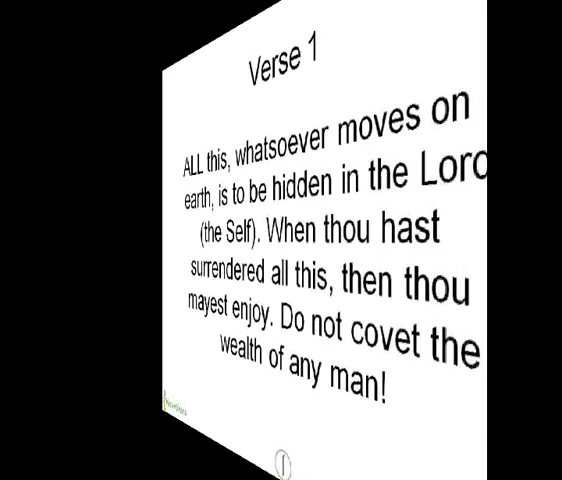 Verse 1
ALL this, whatsoever moves on
earth, is to be hidden in the Lord
(the Self). When thou hast
surrendered all this, then thou
mayest enjoy. Do not covet the
wealth of any man!